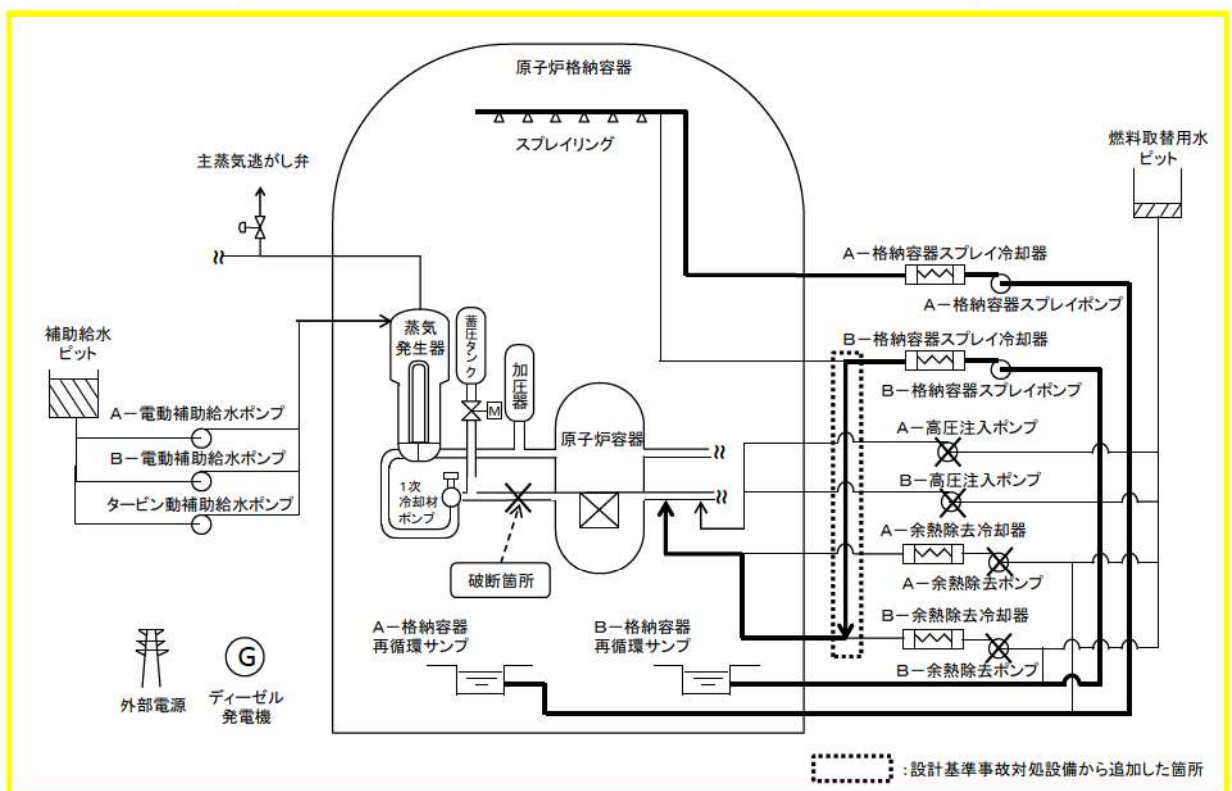 原子炉格納容器
スプレイリング
燃料取替用水
ピット
主蒸気逃がし弁
A-格納容器スプレイ冷却器
A-格納容器スプレイポンプ
補助給水
ピット
蒸気
発生器
蓄圧タンク
加圧器
M
B-格納容器スプレイ冷却器
B-格納容器スプレイポンプ
A-電動補助給水ポンプ
B-電動補助給水ポンプ
タービン動補助給水ポンプ
原子炉容器
1次
冷却材
ポンプ
A-高圧注入ポンプ
B-高圧注入ポンプ
A-余熱除去冷却器
A-余熱除去ポンプ
破断箇所
B-余熱除去冷却器
B-余熱除去ポンプ
A-格納容器
再循環サンプ
B-格納容器
再循環サンプ
外部電源
G
ディーゼル
発電機
:設計基準事故対処設備から追加した箇所